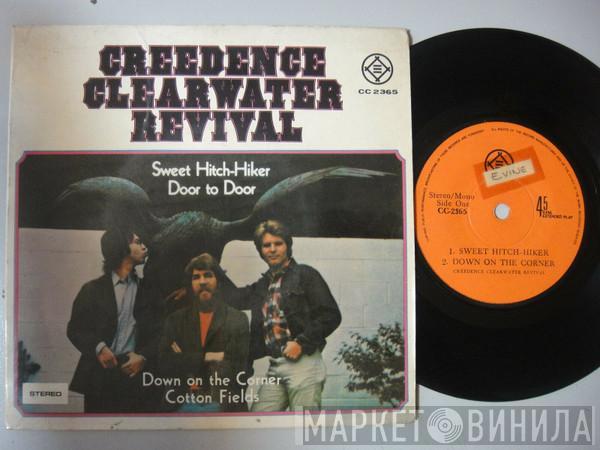 CREEDENCE
CLEARWATER
REVIVAL
CC 2365
Sweet Hitch-Hiker
Door to Door
Down on the Corner
Cotton Fields
STEREO
E.VINE
Stereo/Mono
Side One
CC-2365
45
EXTENDED PLAY
1. SWEET HITCH-HIKER
2. DOWN ON THE CORNER
CREEDENCE CLEARWATER REVIVAL
МАРКЕТ ВИНИЛА